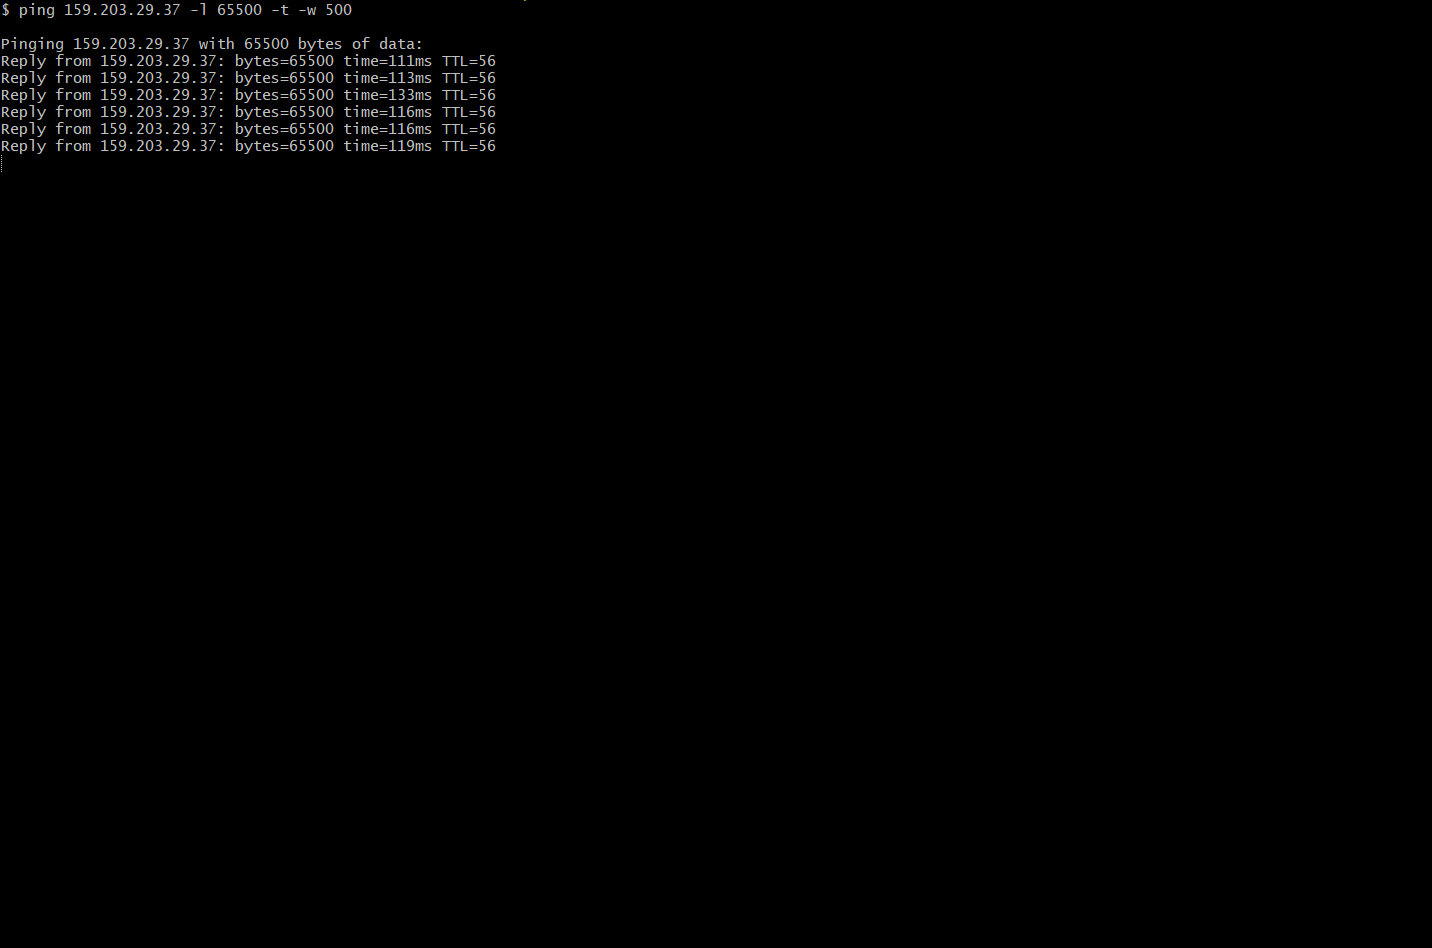 $ ping 159.203.29.37 -l 65500 -t -w 500
Pinging 159.203.29.37 with 65500 bytes of data:
Reply from 159.203.29.37: bytes=65500 time=111ms TTL=56
Reply from 159.203.29.37: bytes=65500 time=113ms TTL=56
Reply from 159.203.29.37: bytes=65500 time=133ms TTL=56
Reply from 159.203.29.37: bytes=65500 time=116ms TTL=56
Reply from 159.203.29.37: bytes=65500 time=116ms TTL=56
Reply from 159.203.29.37: bytes=65500 time=119ms TTL=56